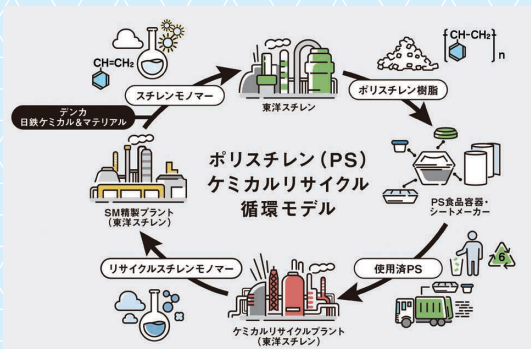 CH=CH₂
スチレンモノマー
デンカ
日鉄ケミカル&マテリアル
東洋スチレン
CH-CH₂
n
ポリスチレン樹脂
ポリスチレン(PS)
ケミカルリサイクル
循環モデル
PS食品容器・
シートメーカー
使用済PS
6
ケミカルリサイクルプラント
(東洋スチレン)
リサイクルスチレンモノマー
SM精製プラント
(東洋スチレン)